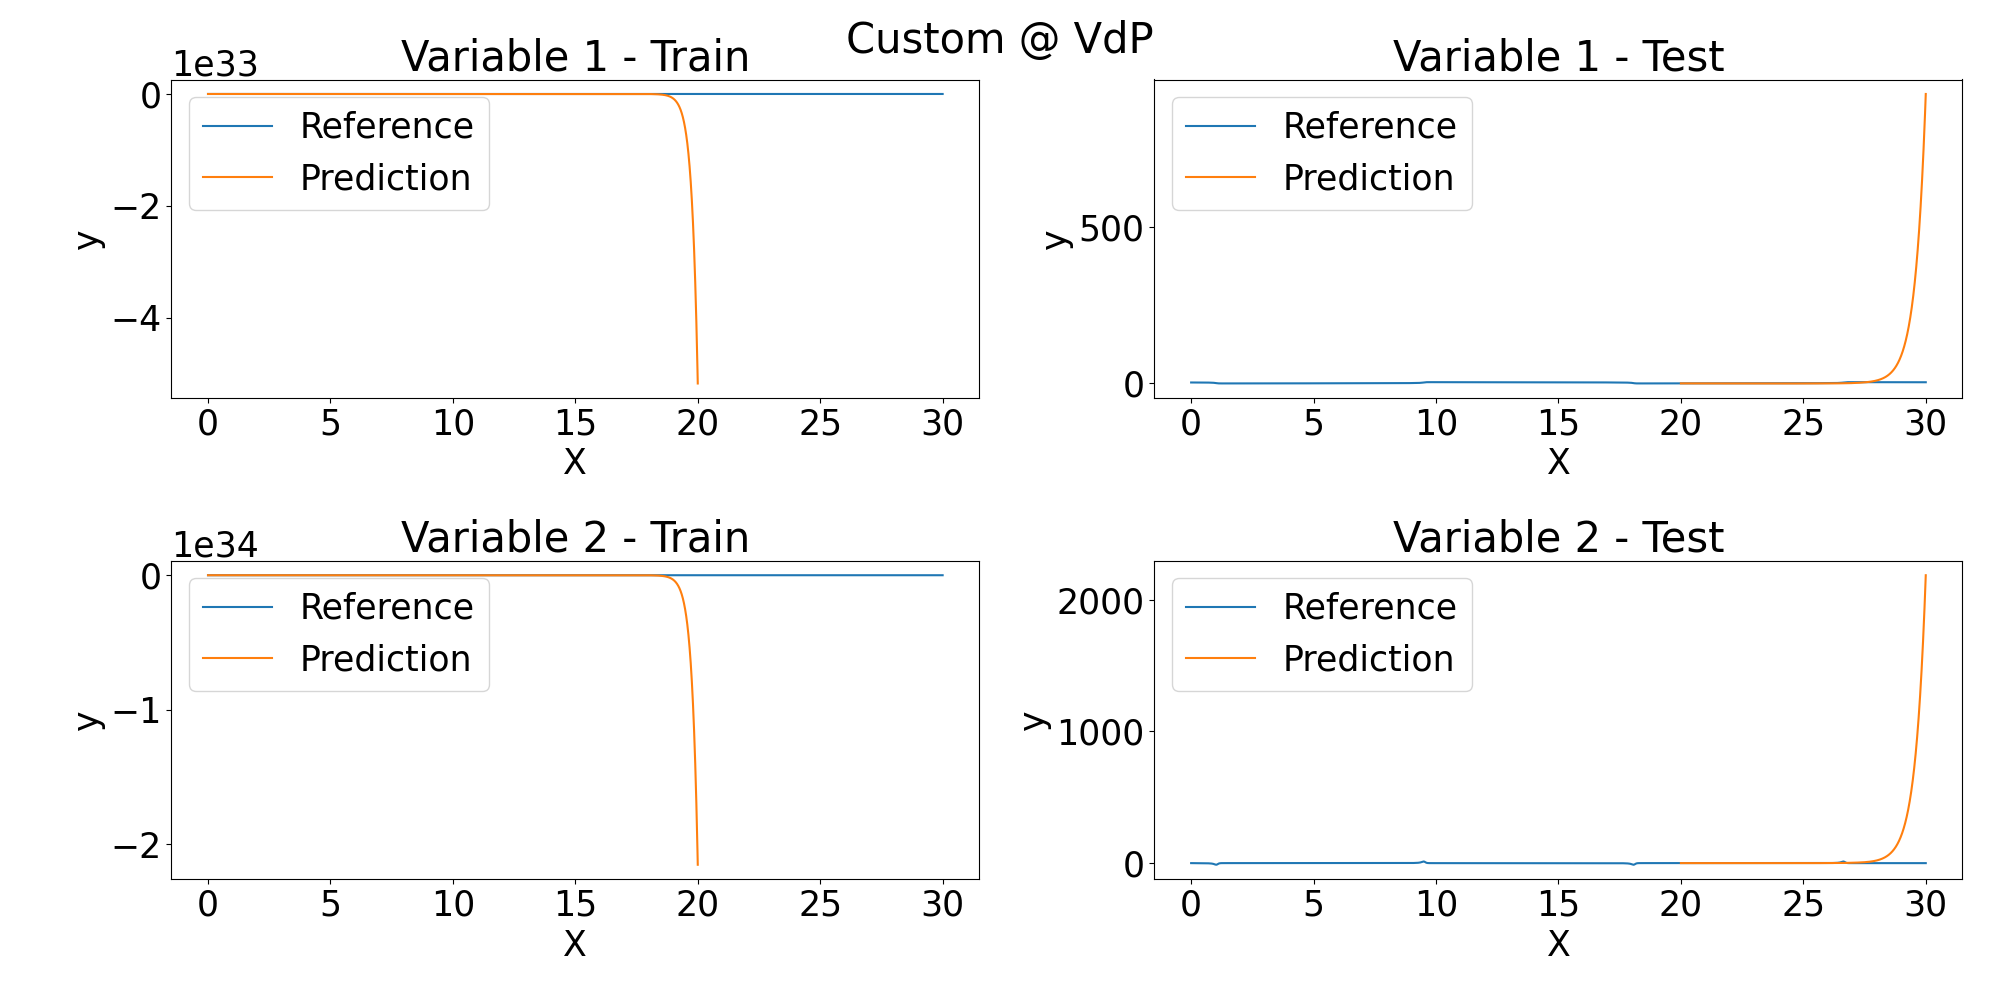 Custom @ VdP
Variable 1 - Train
1e33
0
−2
−4
y
Reference
Prediction
0 5 10 15 20 25 30
X
Variable 1 - Test
500
0
y
Reference
Prediction
0 5 10 15 20 25 30
X
Variable 2 - Train
1e34
0
−1
−2
y
Reference
Prediction
0 5 10 15 20 25 30
X
Variable 2 - Test
2000
1000
0
y
Reference
Prediction
0 5 10 15 20 25 30
X